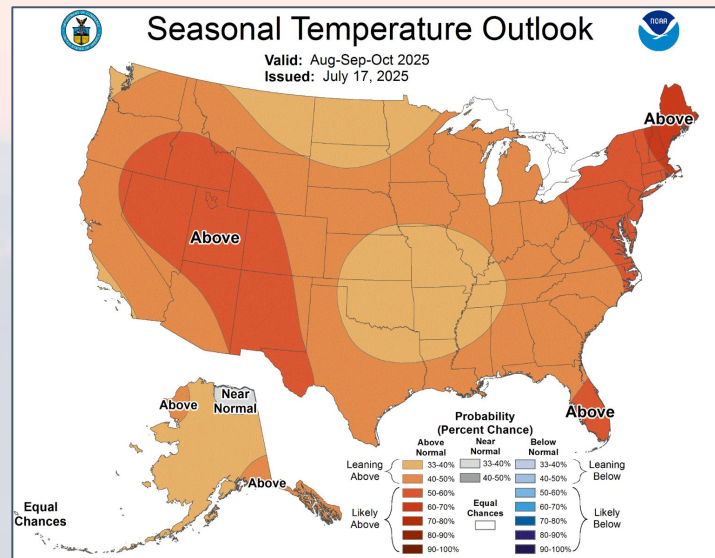 Seasonal Temperature Outlook
NOAA
Valid: Aug-Sep-Oct 2025
Issued: July 17, 2025
Above
Above
Above
Above
Near
Normal
Above
Equal
Chances
Probability
(Percent Chance)
Above
Normal
Near
Normal
Below
Normal
Leaning
Above
33-40%
33-40%
33-40%
Leaning
Below
40-50%
40-50%
40-50%
Likely
Above
50-60%
60-70%
70-80%
80-90%
90-100%
Equal
Chances
50-60%
60-70%
70-80%
80-90%
90-100%
Likely
Below